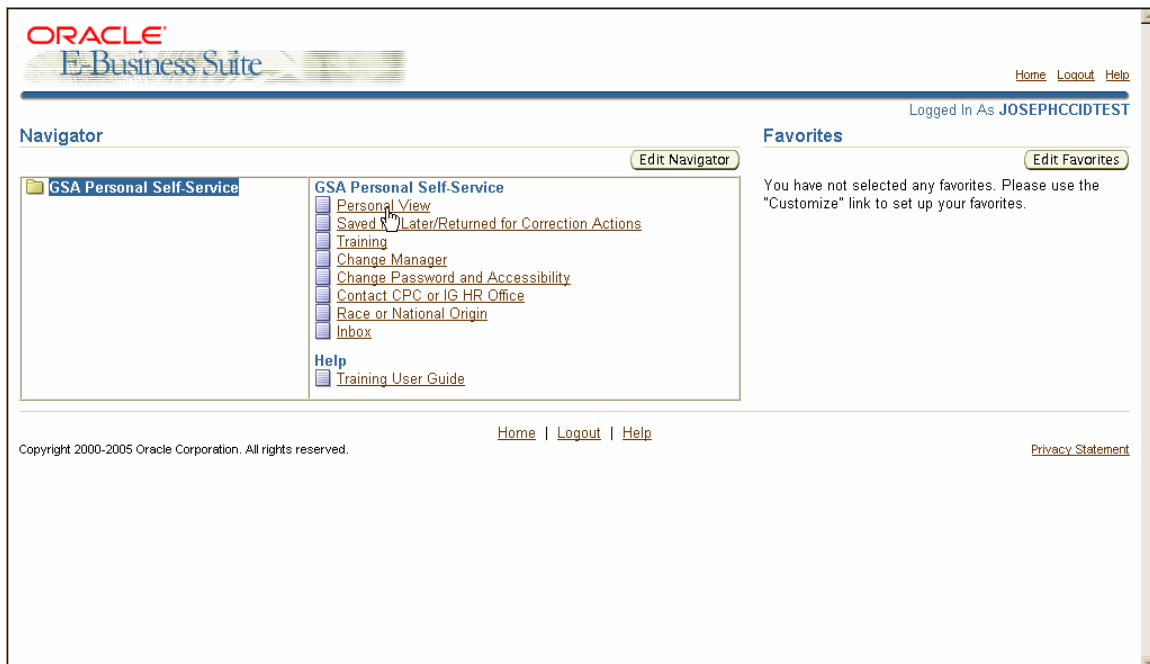 ORACLE
E-Business Suite
Home Logout Help
Logged In As JOSEPHCCIDTEST
Navigator
Edit Navigator
GSA Personal Self-Service
GSA Personal Self-Service
Personal View
Saved Later/Returned for Correction Actions
Training
Change Manager
Change Password and Accessibility
Contact CPC or IG HR Office
Race or National Origin
Inbox
Help
Training User Guide
Favorites
Edit Favorites
You have not selected any favorites. Please use the
"Customize" link to set up your favorites.
Home | Logout | Help
Copyright 2000-2005 Oracle Corporation. All rights reserved.
Privacy Statement